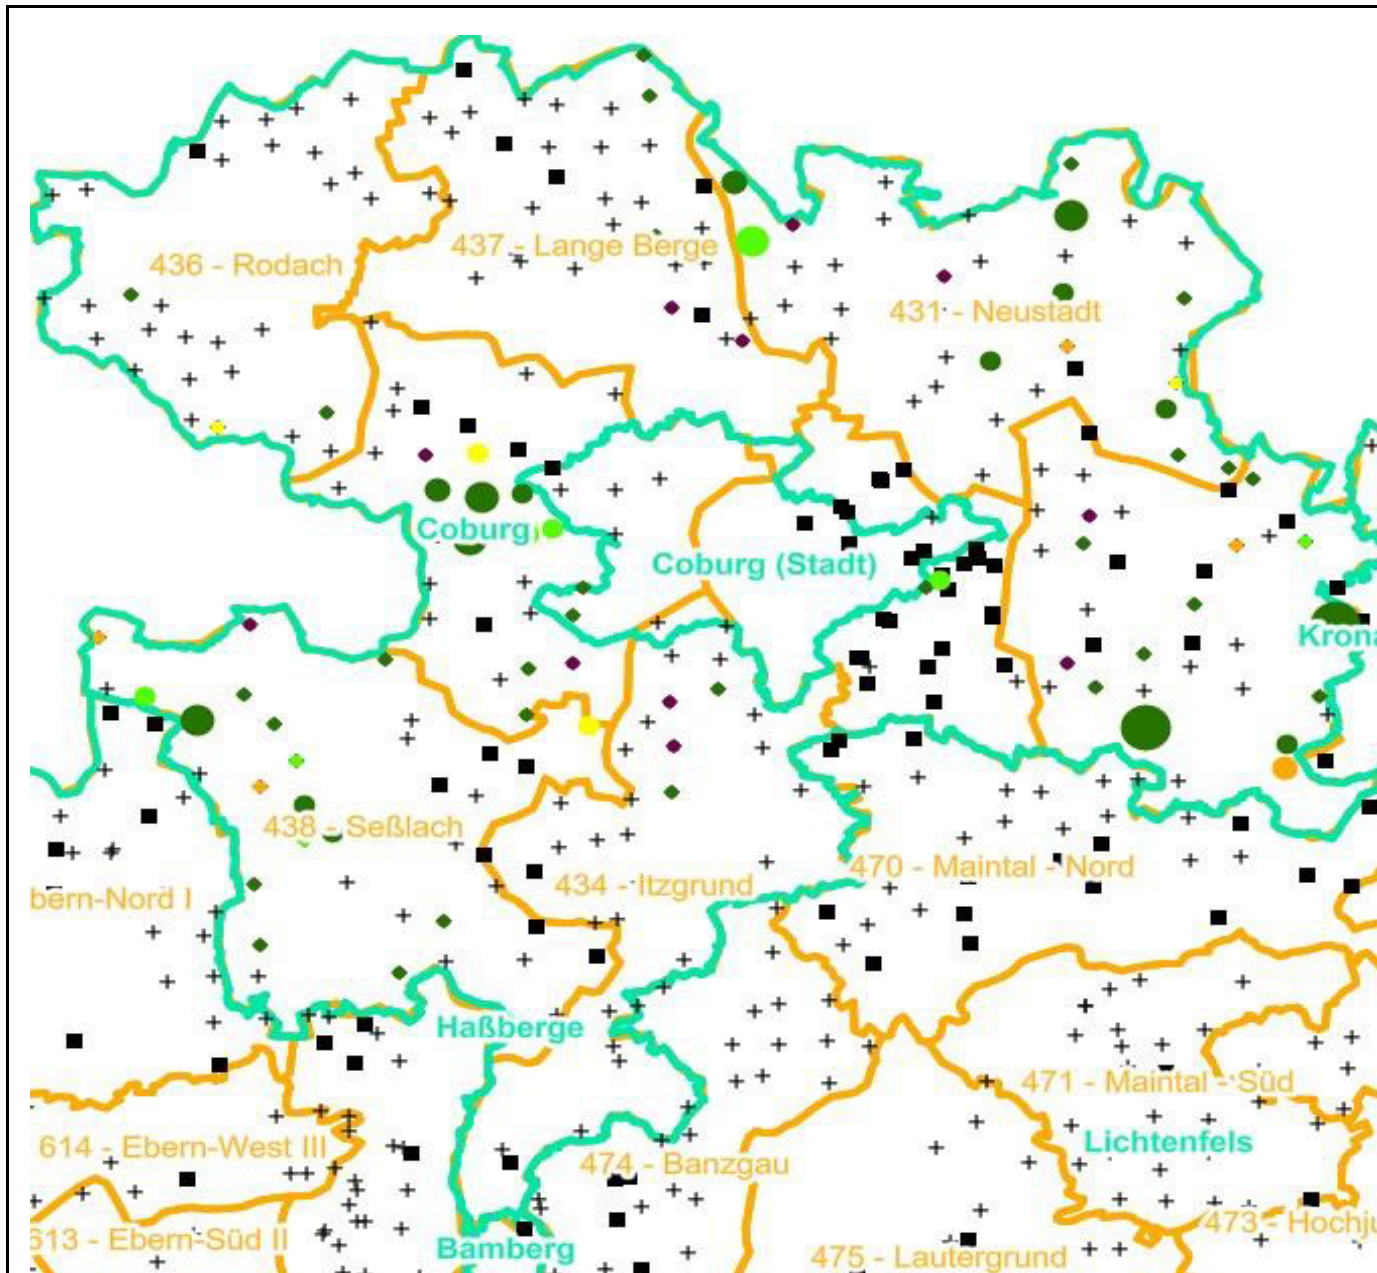 437 - Lange Berge
436 - Rodach
431 - Neustadt
Coburg
Coburg (Stadt)
Krona
438 - Seßlach
470 - Maintal - Nord
434 - Itzgrund
bern-Nord I
Haßberge
471 - Maintal - Süd
614 - Ebern-West III
Lichtenfels
474 - Banzgau
473 - Hochju
613 - Ebern-Süd II
Bamberg
475 - Lautergrund